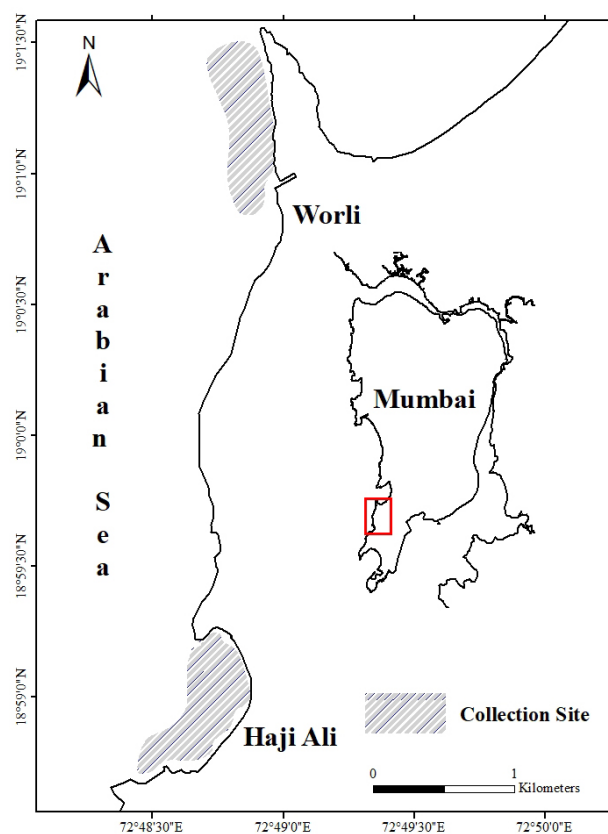 N
19°1'30"N
19°1'0"N
19°0'30"N
19°0'0"N
18°59'30"N
18°59'0"N
Worli
Arabian Sea
Mumbai
Haji Ali
Collection Site
0 1
Kilometers
72°48'30"E 72°49'0"E 72°49'30"E 72°50'0"E